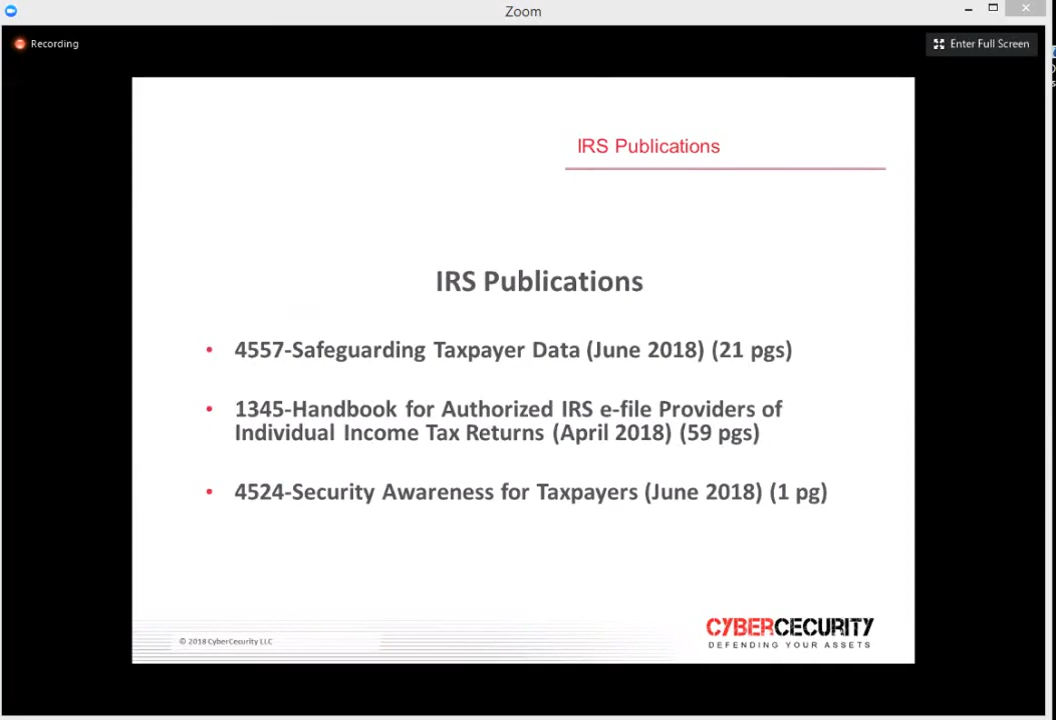 Zoom
Recording
Enter Full Screen
IRS Publications
IRS Publications
• 4557-Safeguarding Taxpayer Data (June 2018) (21 pgs)
• 1345-Handbook for Authorized IRS e-file Providers of
Individual Income Tax Returns (April 2018) (59 pgs)
• 4524-Security Awareness for Taxpayers (June 2018) (1 pg)
© 2018 CyberCecurity LLC
CYBERCECURITY
DEFENDING YOUR ASSETS